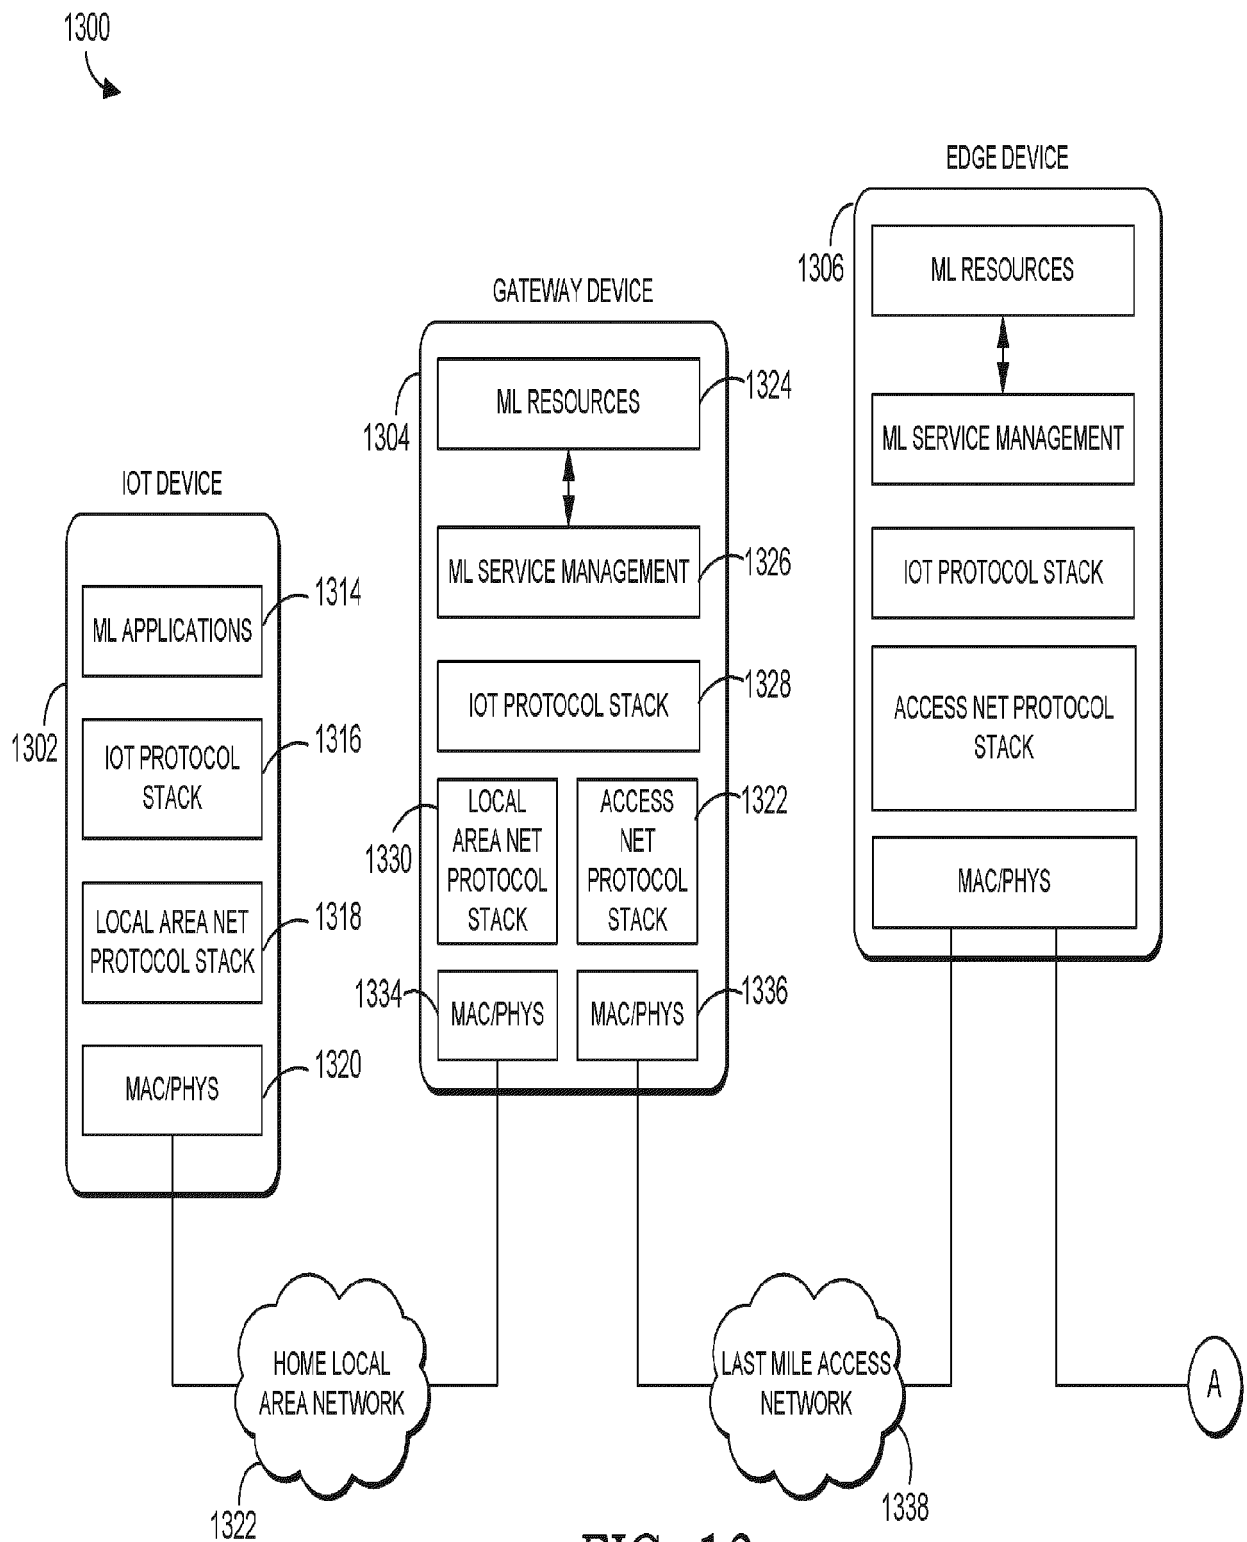 1300
EDGE DEVICE
1306
ML RESOURCES
ML SERVICE MANAGEMENT
IOT PROTOCOL STACK
ACCESS NET PROTOCOL
STACK
MAC/PHYS
GATEWAY DEVICE
1304
ML RESOURCES
1324
ML SERVICE MANAGEMENT
1326
IOT PROTOCOL STACK
1328
LOCAL
AREA NET
PROTOCOL
STACK
1330
ACCESS
NET
PROTOCOL
STACK
1322
1334
MAC/PHYS
MAC/PHYS
1336
IOT DEVICE
1302
ML APPLICATIONS
1314
IOT PROTOCOL
STACK
1316
LOCAL AREA NET
PROTOCOL STACK
1318
MAC/PHYS
1320
HOME LOCAL
AREA NETWORK
1322
LAST MILE ACCESS
NETWORK
1338
A